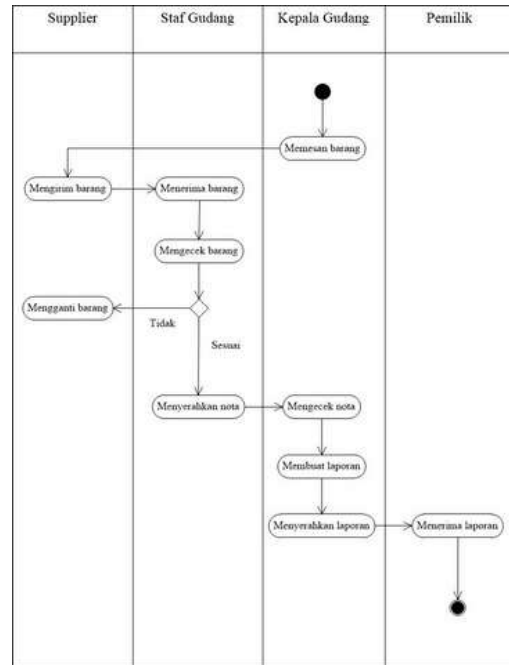 Supplier
Staf Gudang
Kepala Gudang
Pemilik
Memesan barang
Mengirim barang
Menerima barang
Mengecek barang
Mengganti barang
Tidak
Sesuai
Menyerahkan nota
Mengecek nota
Membuat laporan
Menyerahkan laporan
Menerima laporan